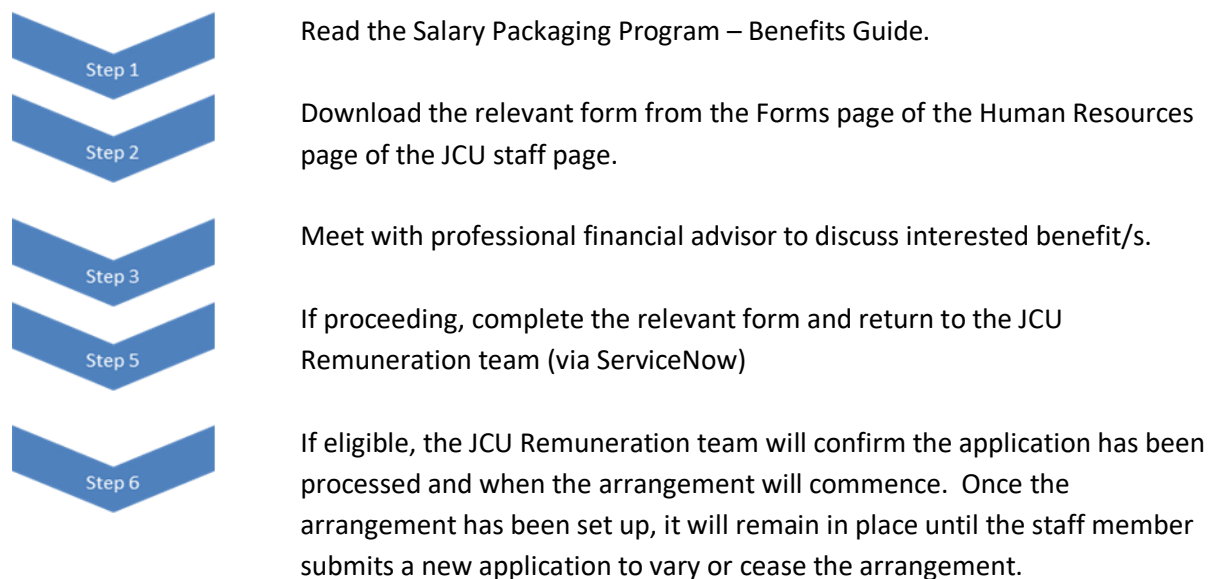 Step 1
Read the Salary Packaging Program – Benefits Guide.
Step 2
Download the relevant form from the Forms page of the Human Resources
page of the JCU staff page.
Step 3
Meet with professional financial advisor to discuss interested benefit/s.
Step 5
If proceeding, complete the relevant form and return to the JCU
Remuneration team (via ServiceNow)
Step 6
If eligible, the JCU Remuneration team will confirm the application has been
processed and when the arrangement will commence.  Once the
arrangement has been set up, it will remain in place until the staff member
submits a new application to vary or cease the arrangement.